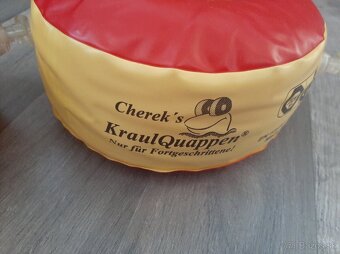 Cherek's
KraulQuappen®
Nur für Fortgeschrittene!